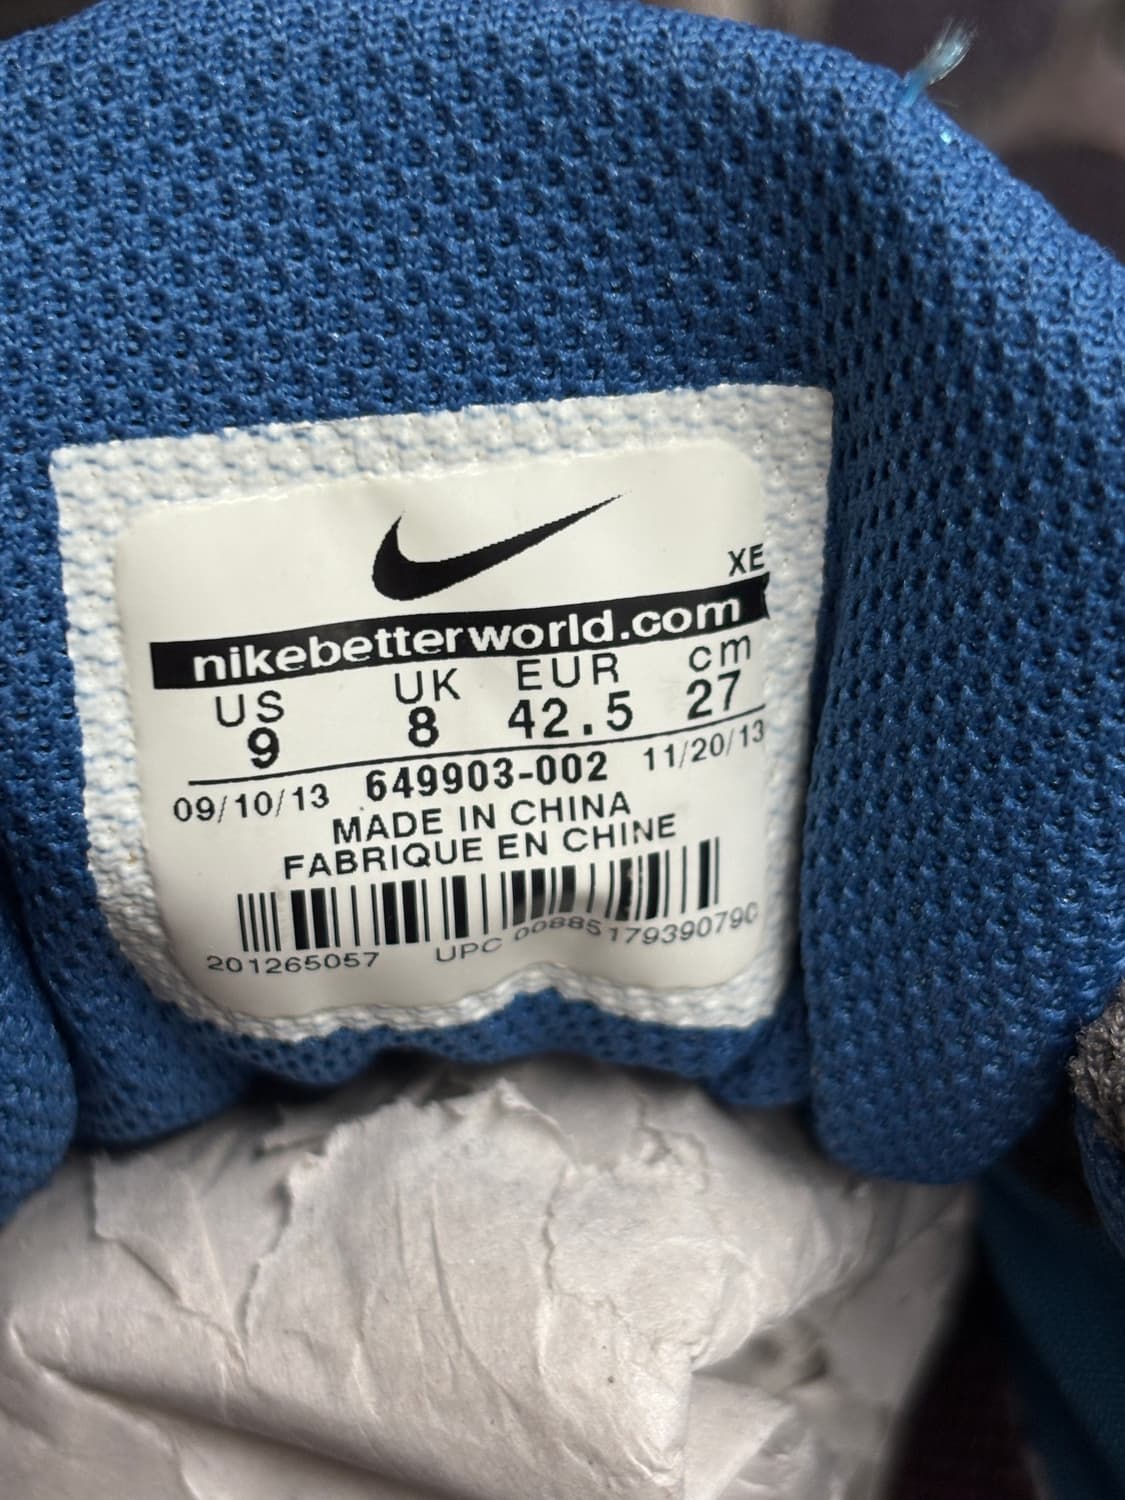 XE
nikebetterworld.com
US UK EUR cm
9 8 42.5 27
09/10/13 649903-002 11/20/13
MADE IN CHINA
FABRIQUE EN CHINE
201265057 UPC 00885179390790